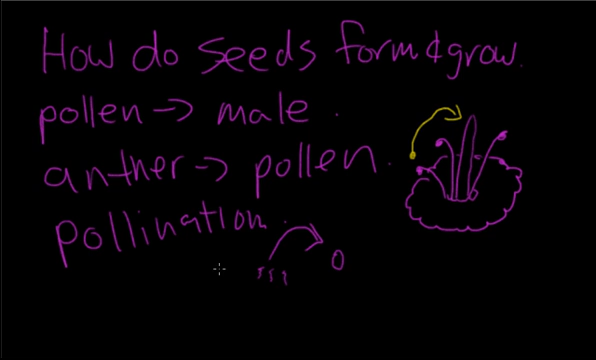 How do seeds form & grow.
pollen → male.
anther → pollen.
pollination.